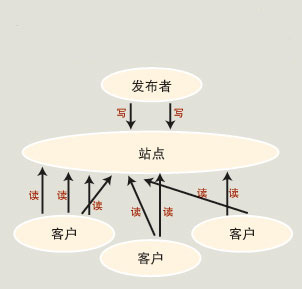 发布者
写 写
站点
读 读 读 读 读 读 读
客户 客户 客户